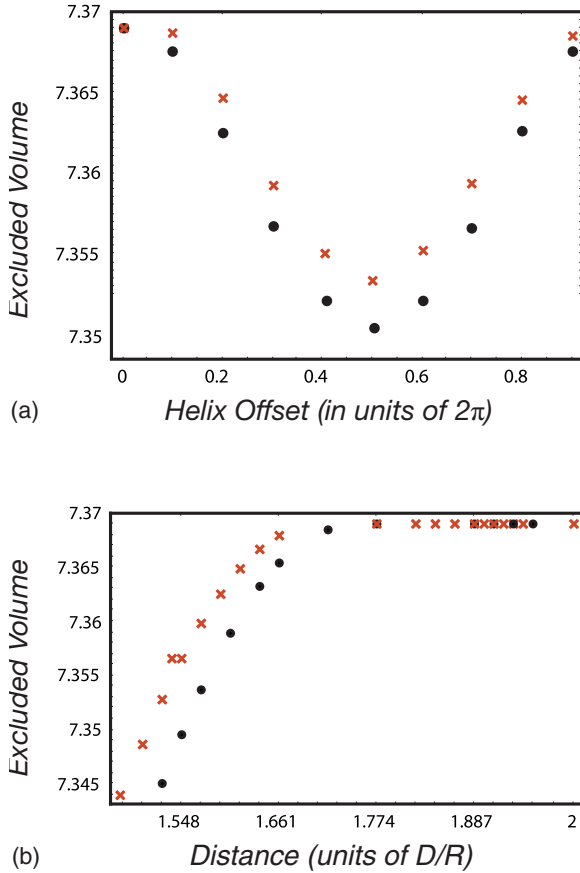 7.37
7.365
7.36
7.355
7.35
Excluded Volume
0 0.2 0.4 0.6 0.8
(a) Helix Offset (in units of 2π)
7.37
7.365
7.36
7.355
7.35
7.345
Excluded Volume
1.548 1.661 1.774 1.887 2
(b) Distance (units of D/R)